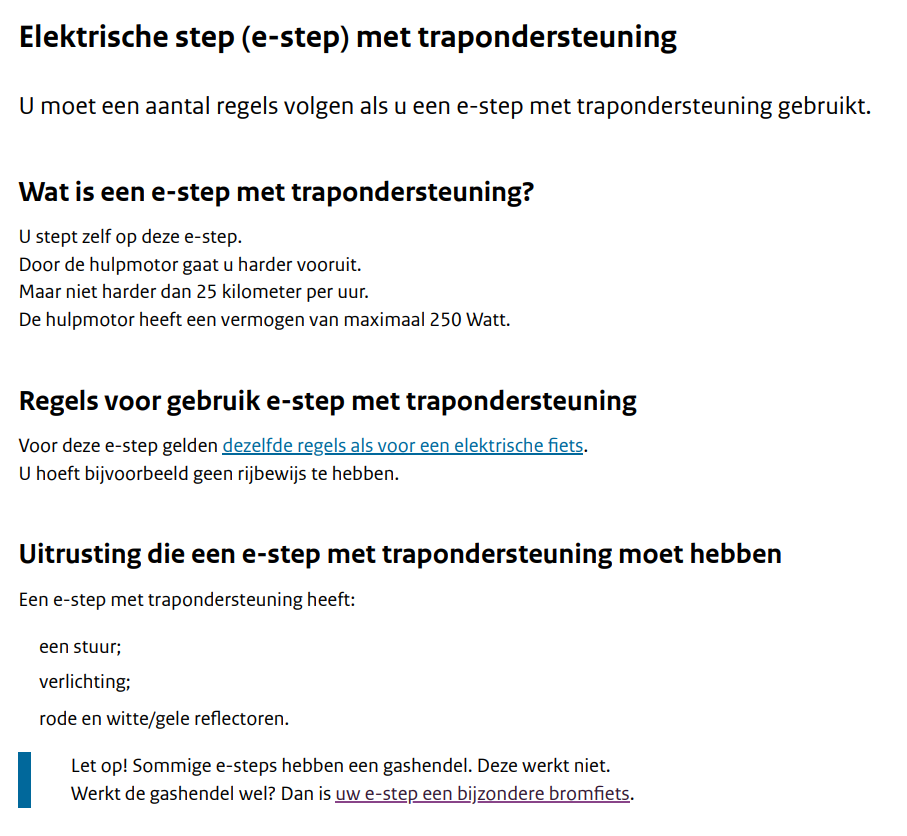 Elektrische step (e-step) met trapondersteuning
U moet een aantal regels volgen als u een e-step met trapondersteuning gebruikt.
Wat is een e-step met trapondersteuning?
U stept zelf op deze e-step.
Door de hulpmotor gaat u harder vooruit.
Maar niet harder dan 25 kilometer per uur.
De hulpmotor heeft een vermogen van maximaal 250 Watt.
Regels voor gebruik e-step met trapondersteuning
Voor deze e-step gelden dezelfde regels als voor een elektrische fiets.
U hoeft bijvoorbeeld geen rijbewijs te hebben.
Uitrusting die een e-step met trapondersteuning moet hebben
Een e-step met trapondersteuning heeft:
een stuur;
verlichting;
rode en witte/gele reflectoren.
Let op! Sommige e-steps hebben een gashendel. Deze werkt niet.
Werkt de gashendel wel? Dan is uw e-step een bijzondere bromfiets.